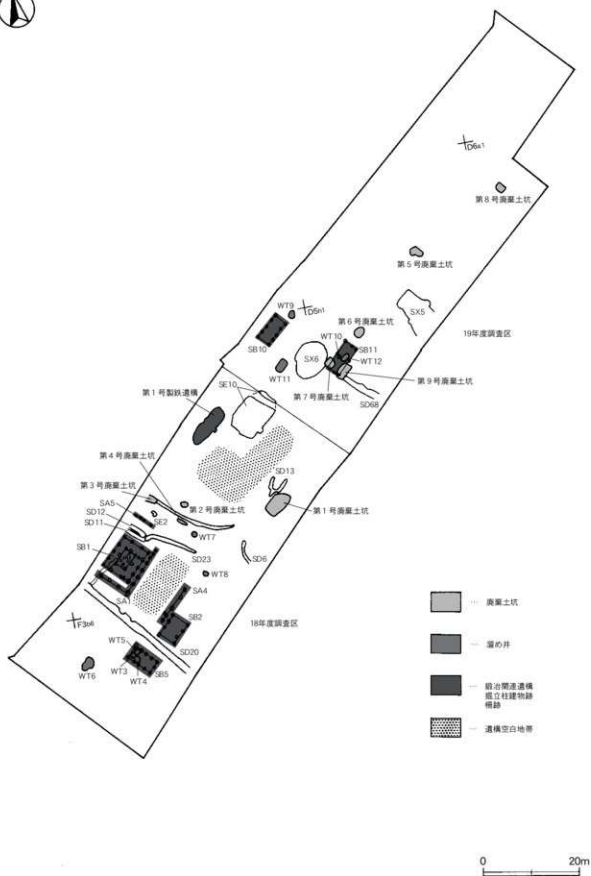 D6a1
第8号廃棄土坑
第5号廃棄土坑
WT9
D5h1
第6号廃棄土坑
SX5
WT10
SB11
19年度調査区
SB10
WT12
SX6
WT11
第9号廃棄土坑
SE10
第7号廃棄土坑
第1号製鉄遺構
SD68
第4号廃棄土坑
SD13
第3号廃棄土坑
SA5
第2号廃棄土坑
第1号廃棄土坑
SD12
SE2
SD11
WT7
SB1
SD6
SD23
WT8
SA1
SA4
18年度調査区
SB2
SD20
WT5
WT6
WT3
SB5
WT4
… 廃棄土坑
… 溜め井
… 鍛冶関連遺構
掘立柱建物跡
柵跡
… 遺構空白地帯
0
20m